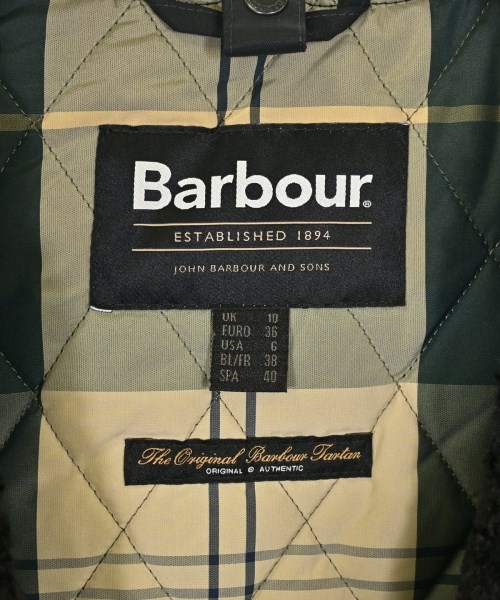 Barbour®
ESTABLISHED 1894
JOHN BARBOUR AND SONS
UK 10
EURO 36
USA 6
BL/FR 38
SPA 40
The Original Barbour Tartan
ORIGINAL © AUTHENTIC